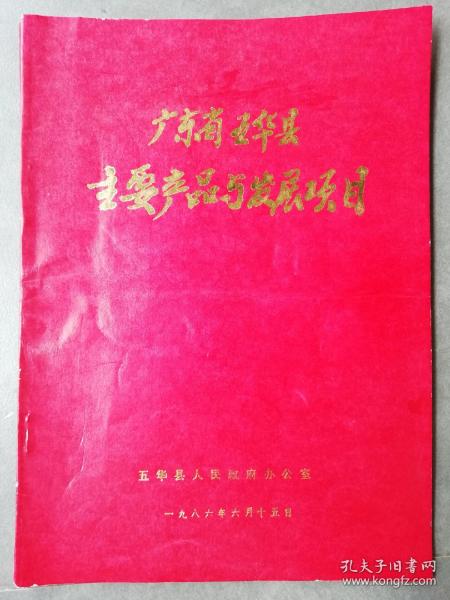 广东省五华县
主要产品与发展项目
五华县人民政府办公室
一九八六年六月十五日
孔夫子旧书网
www.kongfz.com